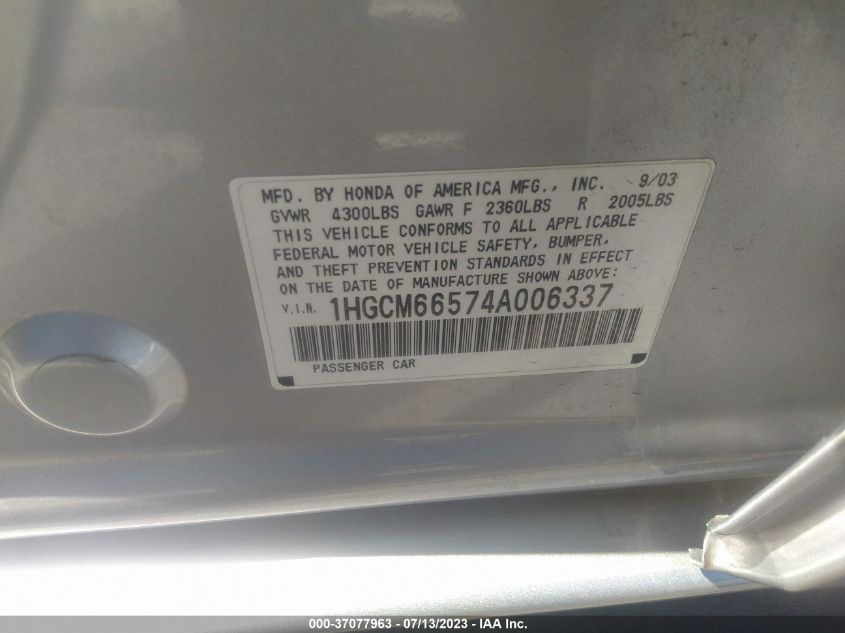 MFD. BY HONDA OF AMERICA MFG., INC. 9/03
GVWR 4300LBS GAWR F 2360LBS R 2005LBS
THIS VEHICLE CONFORMS TO ALL APPLICABLE
FEDERAL MOTOR VEHICLE SAFETY, BUMPER,
AND THEFT PREVENTION STANDARDS IN EFFECT
ON THE DATE OF MANUFACTURE SHOWN ABOVE:
V.I.N. 1HGCM66574A006337
PASSENGER CAR
000-37077963 - 07/13/2023 - IAA Inc.